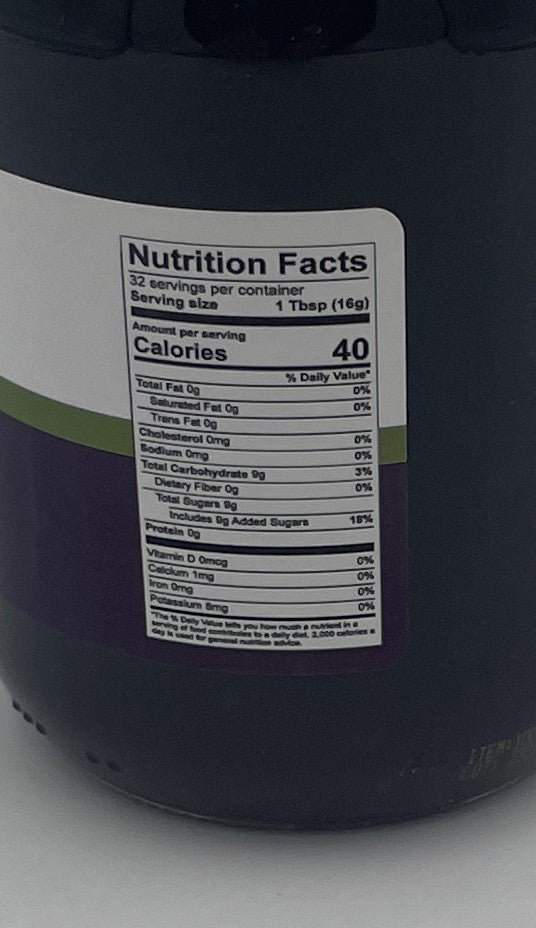 Nutrition Facts
32 servings per container
Serving size 1 Tbsp (16g)
Amount per serving
Calories 40
% Daily Value*
Total Fat 0g 0%
Saturated Fat 0g 0%
Trans Fat 0g
Cholesterol 0mg 0%
Sodium 0mg 0%
Total Carbohydrate 9g 3%
Dietary Fiber 0g 0%
Total Sugars 9g
Includes 9g Added Sugars 18%
Protein 0g
Vitamin D 0mcg 0%
Calcium 1mg 0%
Iron 0mg 0%
Potassium 8mg 0%
*The % Daily Value tells you how much a nutrient in a
serving of food contributes to a daily diet. 2,000 calories a
day is used for general nutrition advice.